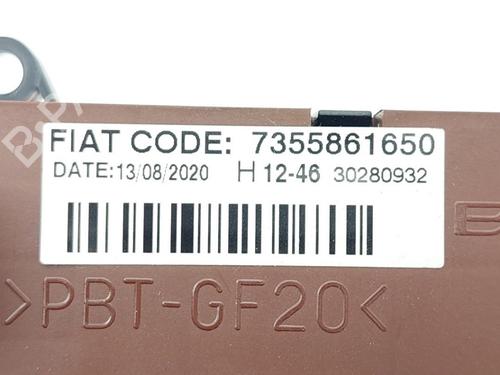 FIAT CODE: 7355861650
DATE:13/08/2020 H 12-46 30280932
>PBT-GF20<